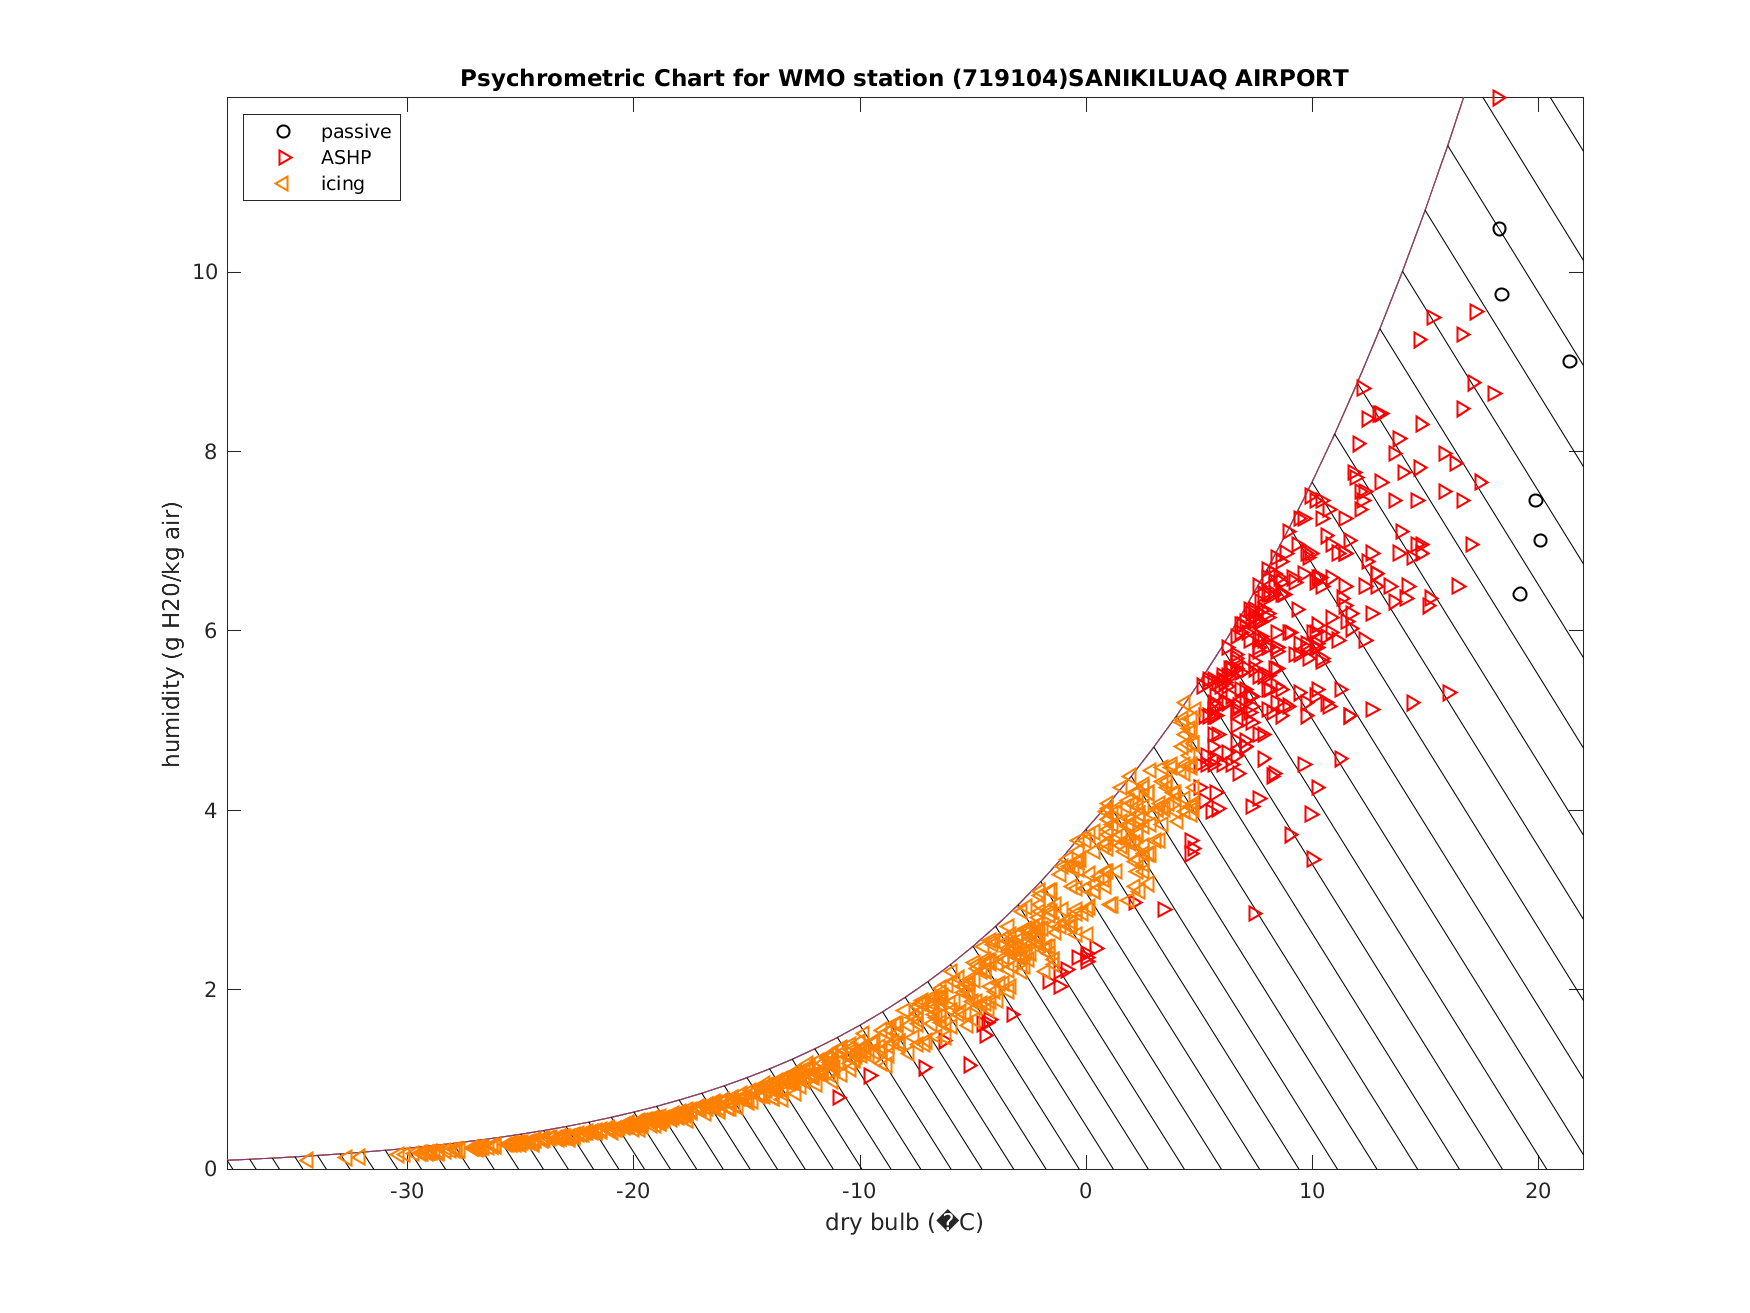 Psychrometric Chart for WMO station (719104)SANIKILUAQ AIRPORT
passive
ASHP
icing
humidity (g H20/kg air)
10
8
6
4
2
0
-30 -20 -10 0 10 20
dry bulb (�C)